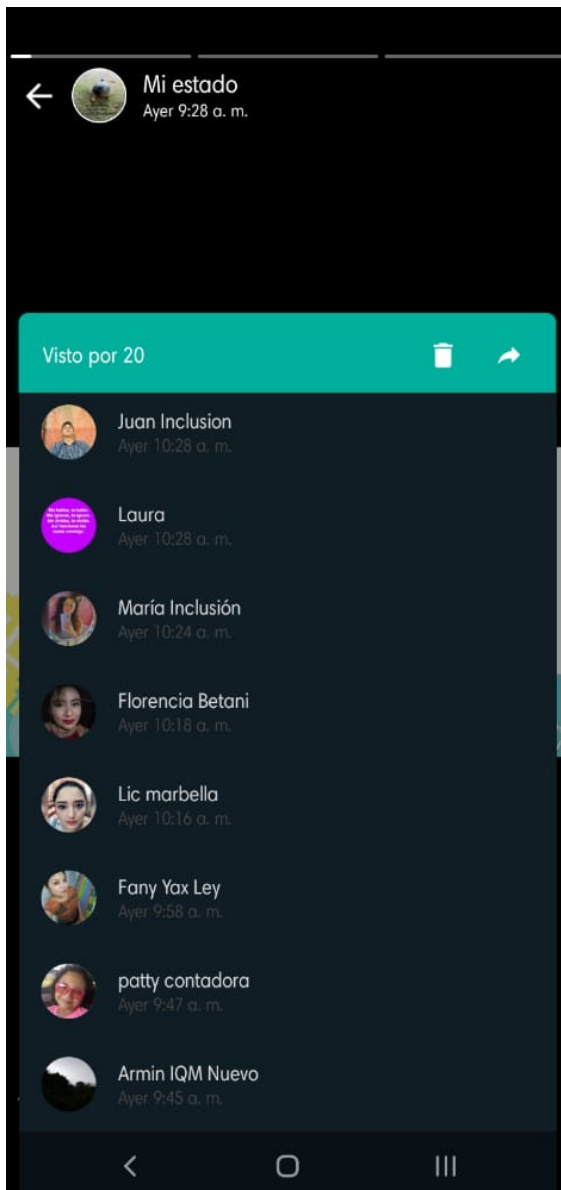 Mi estado
Ayer 9:28 a. m.
Visto por 20
Juan Inclusion
Ayer 10:28 a. m.
Laura
Ayer 10:28 a. m.
María Inclusión
Ayer 10:24 a. m.
Florencia Betani
Ayer 10:18 a. m.
Lic marbella
Ayer 10:16 a. m.
Fany Yax Ley
Ayer 9:58 a. m.
patty contadora
Ayer 9:47 a. m.
Armin IQM Nuevo
Ayer 9:45 a. m.